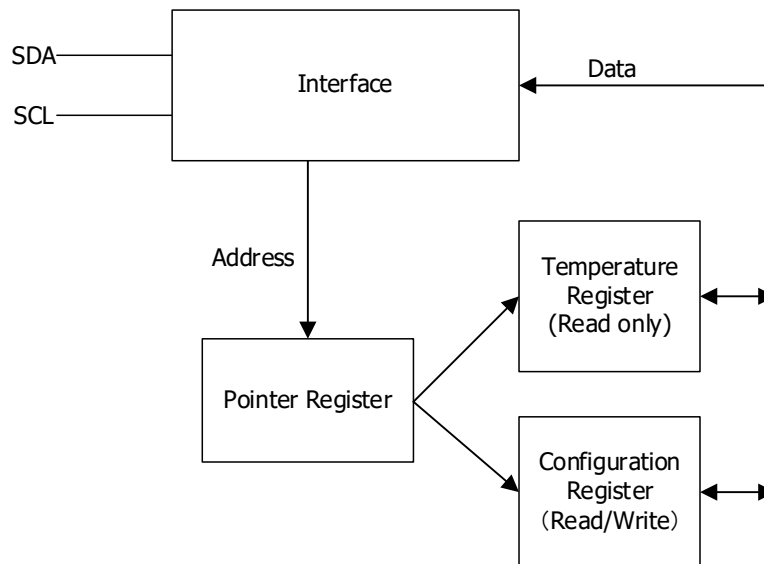 SDA
Interface
Data
SCL
Address
Temperature
Register
(Read only)
Pointer Register
Configuration
Register
（Read/Write）